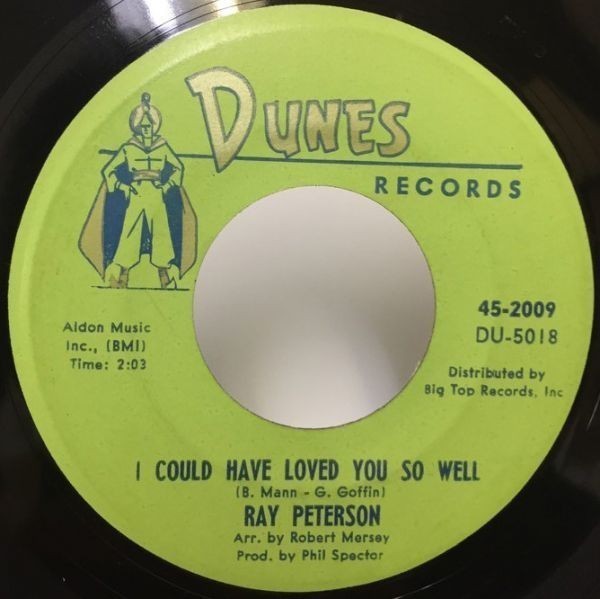 DUNES
RECORDS
Aldon Music
Inc., (BMI)
Time: 2:03
45-2009
DU-5018
Distributed by
Big Top Records, Inc
I COULD HAVE LOVED YOU SO WELL
(B. Mann - G. Goffin)
RAY PETERSON
Arr. by Robert Mersey
Prod. by Phil Spector